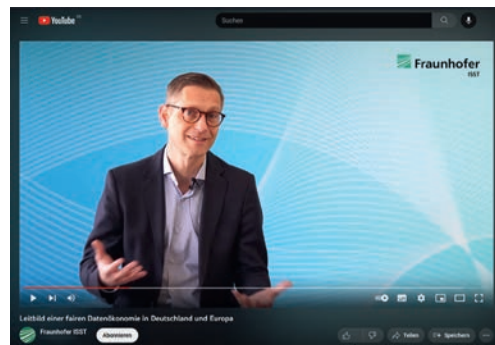 YouTube
Suchen
Fraunhofer
ISST
Leitbild einer fairen Datenökonomie in Deutschland und Europa
Fraunhofer ISST
Abonnieren
Teilen
Speichern